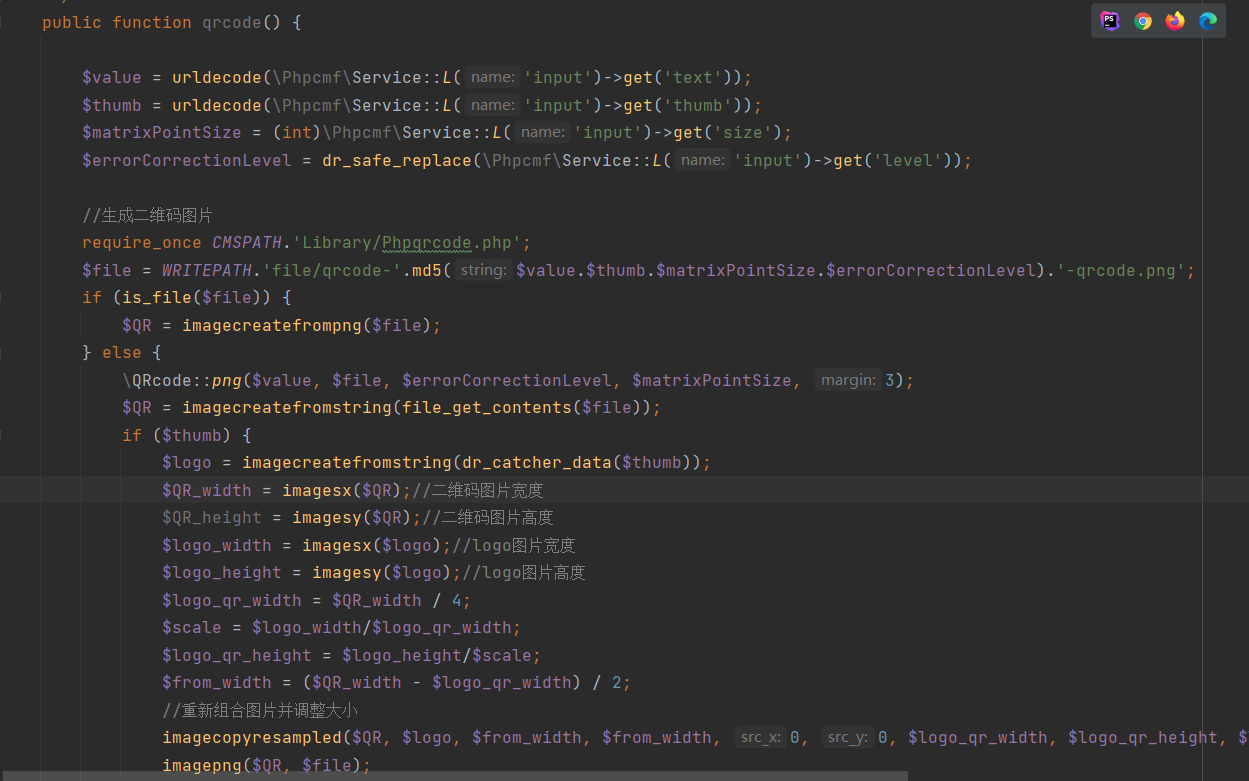 public function qrcode() {
$value = urldecode(\Phpcmf\Service::L( name: 'input')->get('text'));
$thumb = urldecode(\Phpcmf\Service::L( name: 'input')->get('thumb'));
$matrixPointSize = (int)\Phpcmf\Service::L( name: 'input')->get('size');
$errorCorrectionLevel = dr_safe_replace(\Phpcmf\Service::L( name: 'input')->get('level'));
//生成二维码图片
require_once CMSPATH.'Library/Phpqrcode.php';
$file = WRITEPATH.'file/qrcode-'.md5( string: $value.$thumb.$matrixPointSize.$errorCorrectionLevel).'-qrcode.png';
if (is_file($file)) {
$QR = imagecreatefrompng($file);
} else {
\QRcode::png($value, $file, $errorCorrectionLevel, $matrixPointSize, margin: 3);
$QR = imagecreatefromstring(file_get_contents($file));
if ($thumb) {
$logo = imagecreatefromstring(dr_catcher_data($thumb));
$QR_width = imagesx($QR);//二维码图片宽度
$QR_height = imagesy($QR);//二维码图片高度
$logo_width = imagesx($logo);//logo图片宽度
$logo_height = imagesy($logo);//logo图片高度
$logo_qr_width = $QR_width / 4;
$scale = $logo_width/$logo_qr_width;
$logo_qr_height = $logo_height/$scale;
$from_width = ($QR_width - $logo_qr_width) / 2;
//重新组合图片并调整大小
imagecopyresampled($QR, $logo, $from_width, $from_width, src_x: 0, src_y: 0, $logo_qr_width, $logo_qr_height, $
imagepng($QR, $file);